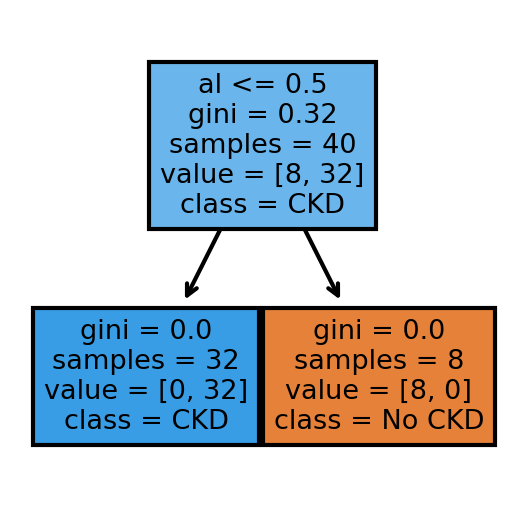 al <= 0.5
gini = 0.32
samples = 40
value = [8, 32]
class = CKD
gini = 0.0
samples = 32
value = [0, 32]
class = CKD
gini = 0.0
samples = 8
value = [8, 0]
class = No CKD